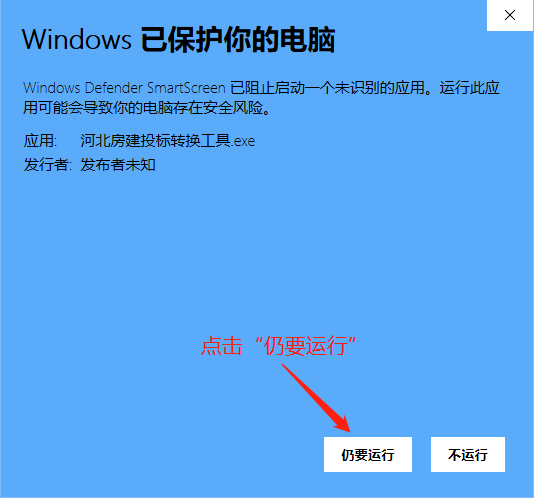 Windows 已保护你的电脑
Windows Defender SmartScreen 已阻止启动一个未识别的应用。运行此应
用可能会导致你的电脑存在安全风险。
应用: 河北房建投标转换工具.exe
发行者: 发布者未知
点击“仍要运行”
仍要运行 不运行